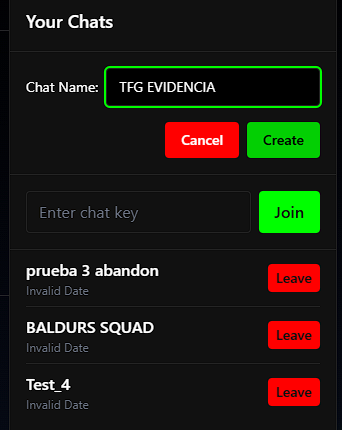 Your Chats
Chat Name: TFG EVIDENCIA
Cancel Create
Enter chat key Join
prueba 3 abandon
Invalid Date
Leave
BALDURS SQUAD
Invalid Date
Leave
Test_4
Invalid Date
Leave